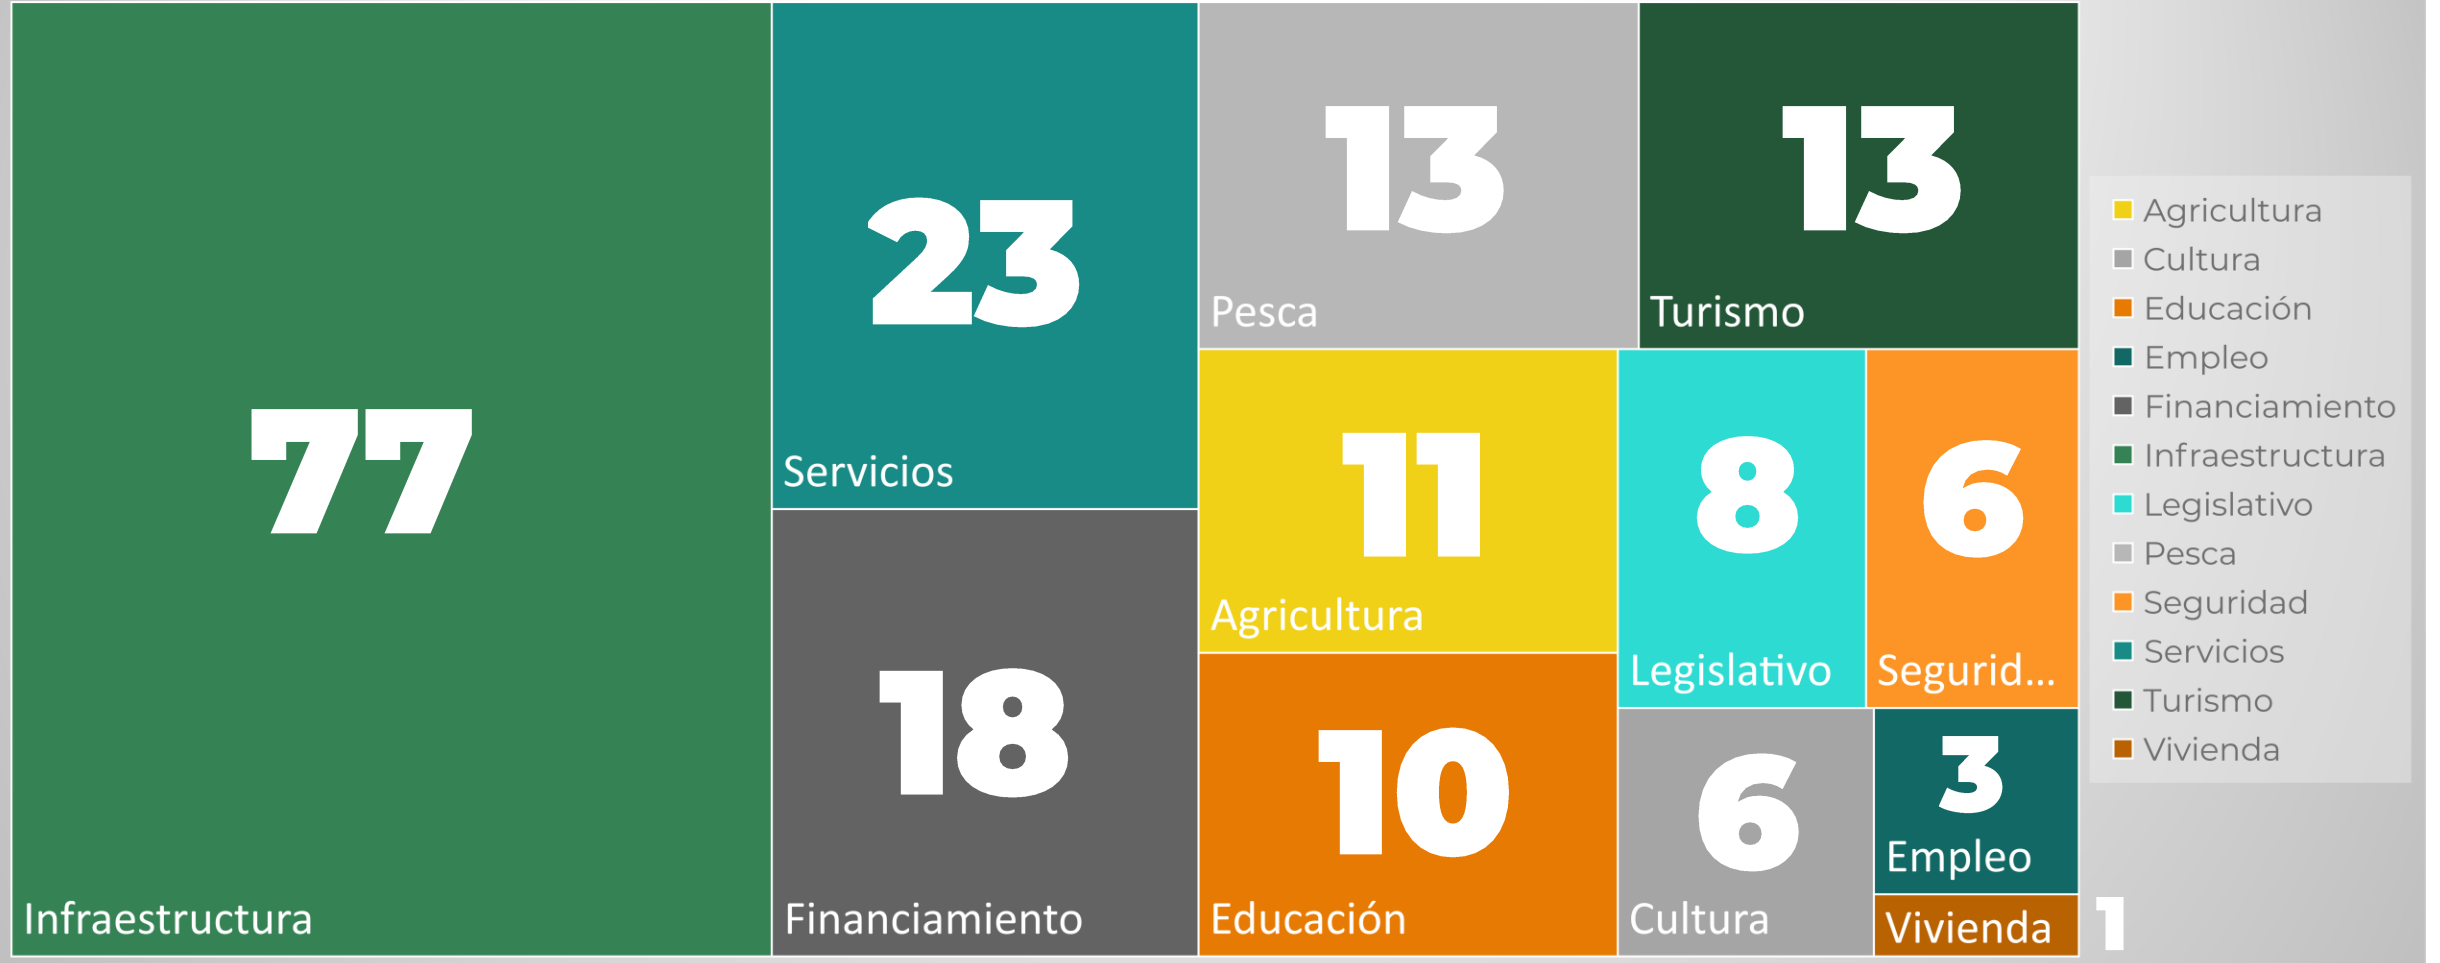 77
Infraestructura
23
Servicios
18
Financiamiento
13
Pesca
13
Turismo
11
Agricultura
10
Educación
8
Legislativo
6
Segurid...
6
Cultura
3
Empleo
Vivienda
1
Agricultura
Cultura
Educación
Empleo
Financiamiento
Infraestructura
Legislativo
Pesca
Seguridad
Servicios
Turismo
Vivienda